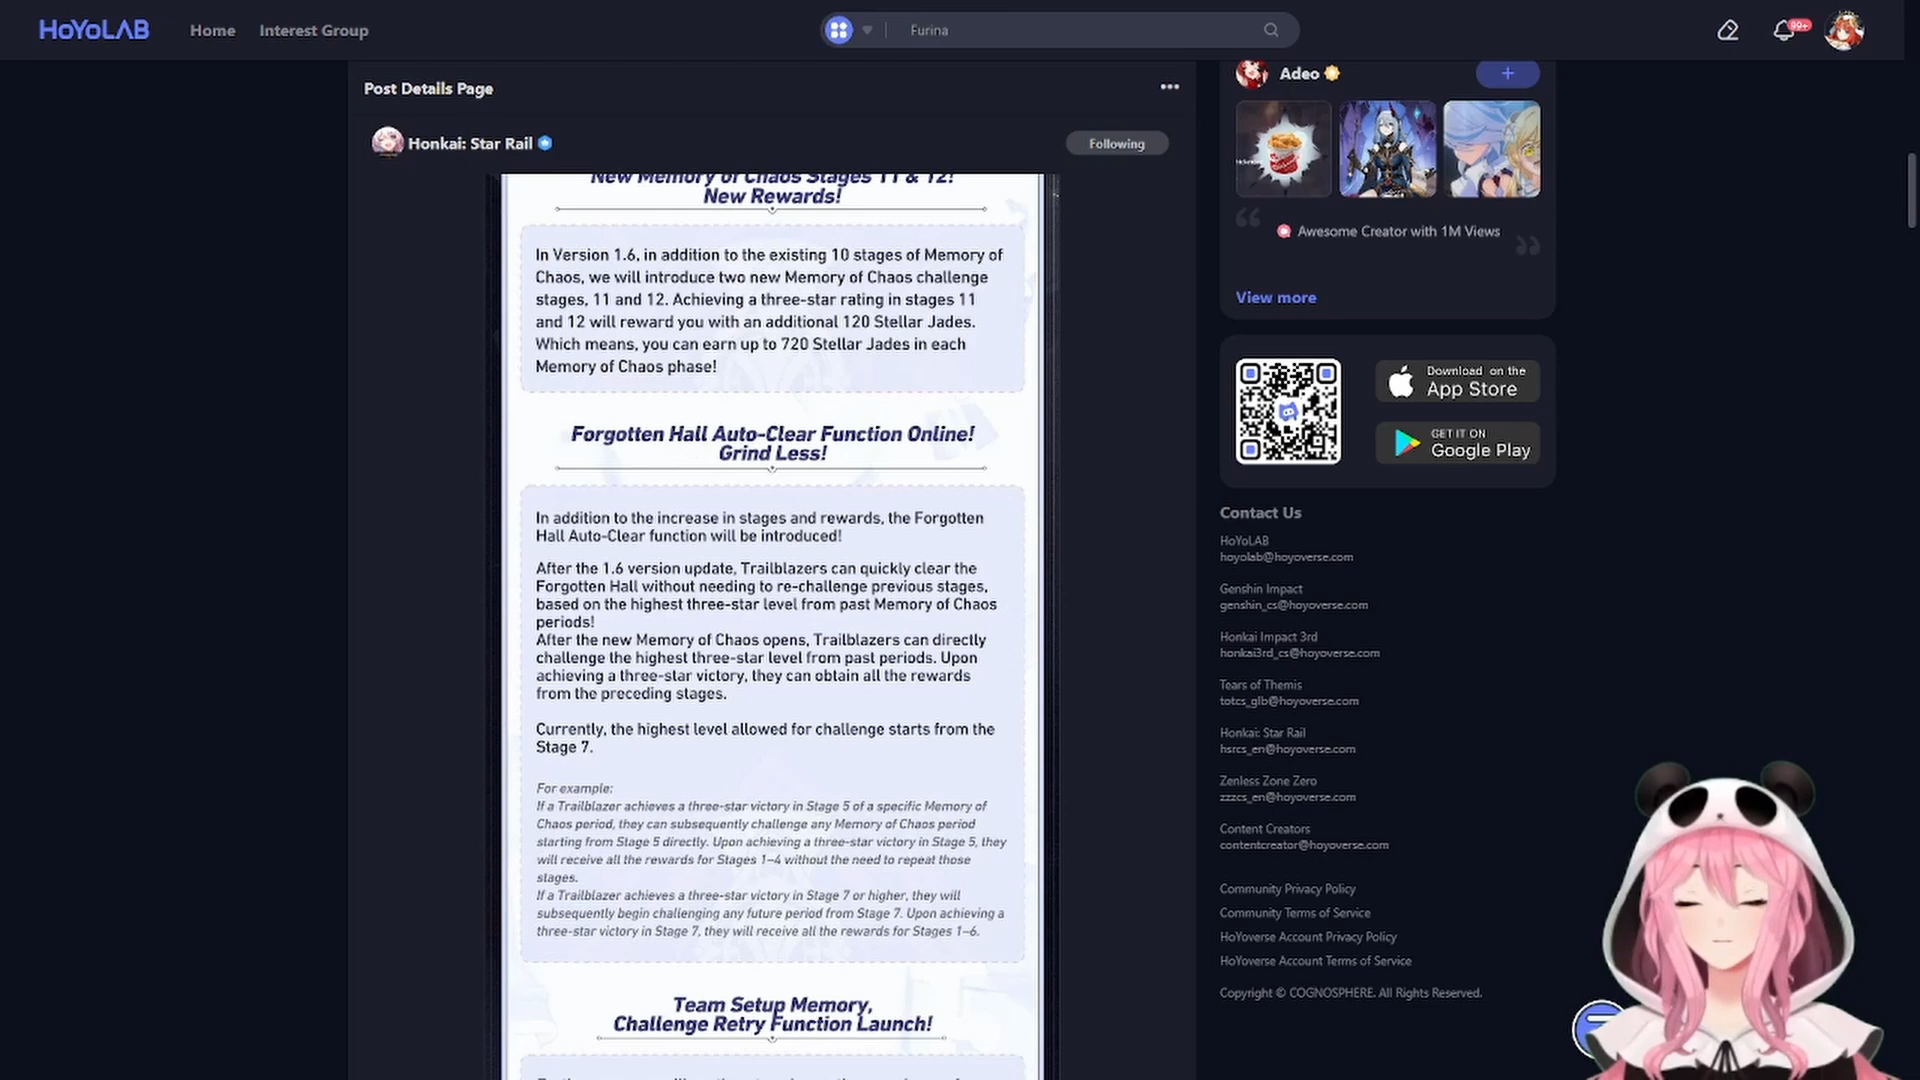 HoYoLAB
Home
Interest Group
Furina
99+
Post Details Page
Honkai: Star Rail
Following
New Memory of Chaos Stages 11 & 12!
New Rewards!
In Version 1.6, in addition to the existing 10 stages of Memory of
Chaos, we will introduce two new Memory of Chaos challenge
stages, 11 and 12. Achieving a three-star rating in stages 11
and 12 will reward you with an additional 120 Stellar Jades.
Which means, you can earn up to 720 Stellar Jades in each
Memory of Chaos phase!
Forgotten Hall Auto-Clear Function Online!
Grind Less!
In addition to the increase in stages and rewards, the Forgotten
Hall Auto-Clear function will be introduced!
After the 1.6 version update, Trailblazers can quickly clear the
Forgotten Hall without needing to re-challenge previous stages,
based on the highest three-star level from past Memory of Chaos
periods!
After the new Memory of Chaos opens, Trailblazers can directly
challenge the highest three-star level from past periods. Upon
achieving a three-star victory, they can obtain all the rewards
from the preceding stages.
Currently, the highest level allowed for challenge starts from the
Stage 7.
For example:
If a Trailblazer achieves a three-star victory in Stage 5 of a specific Memory of
Chaos period, they can subsequently challenge any Memory of Chaos period
starting from Stage 5 directly. Upon achieving a three-star victory in Stage 5, they
will receive all the rewards for Stages 1–4 without the need to repeat those
stages.
If a Trailblazer achieves a three-star victory in Stage 7 or higher, they will
subsequently begin challenging any future period from Stage 7. Upon achieving a
three-star victory in Stage 7, they will receive all the rewards for Stages 1–6.
Team Setup Memory,
Challenge Retry Function Launch!
Adeo
+
Awesome Creator with 1M Views
View more
Download on the
App Store
GET IT ON
Google Play
Contact Us
HoYoLAB
hoyolab@hoyoverse.com
Genshin Impact
genshin_cs@hoyoverse.com
Honkai Impact 3rd
honkai3rd_cs@hoyoverse.com
Tears of Themis
totcs_glb@hoyoverse.com
Honkai: Star Rail
hsrcs_en@hoyoverse.com
Zenless Zone Zero
zzzcs_en@hoyoverse.com
Content Creators
contentcreator@hoyoverse.com
Community Privacy Policy
Community Terms of Service
HoYoverse Account Privacy Policy
HoYoverse Account Terms of Service
Copyright © COGNOSPHERE. All Rights Reserved.